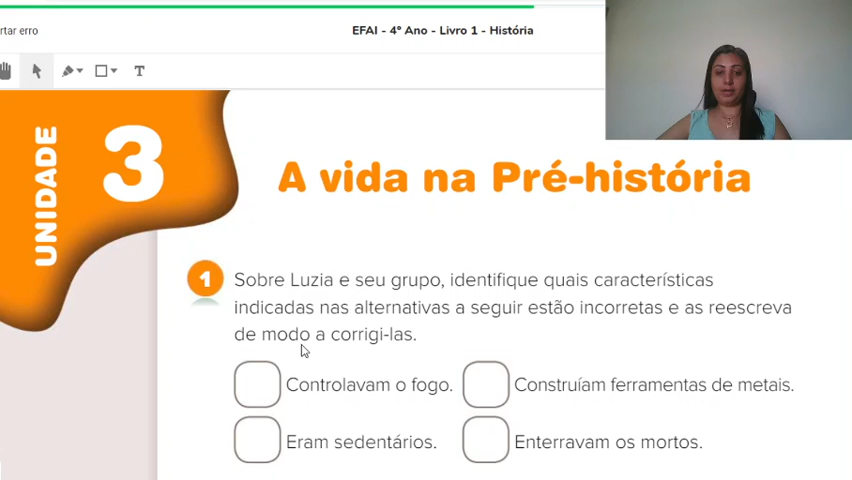 rtar erro
EFAI - 4º Ano - Livro 1 - História
T
UNIDADE
3
A vida na Pré-história
1
Sobre Luzia e seu grupo, identifique quais características
indicadas nas alternativas a seguir estão incorretas e as reescreva
de modo a corrigi-las.
Controlavam o fogo.
Construíam ferramentas de metais.
Eram sedentários.
Enterravam os mortos.